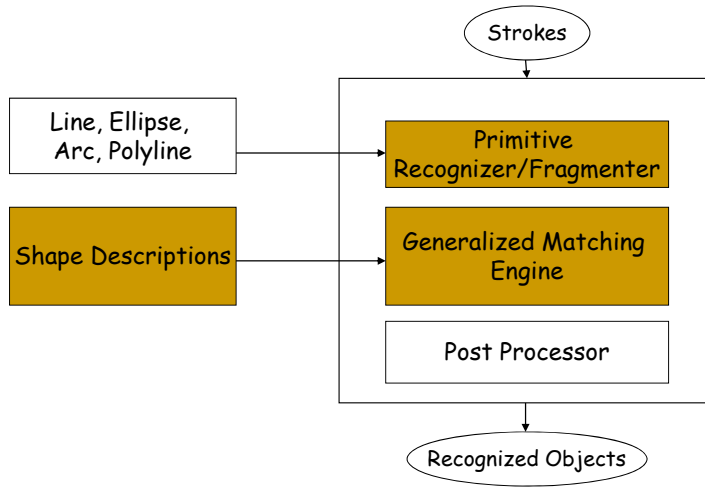 Strokes
Line, Ellipse,
Arc, Polyline
Primitive
Recognizer/Fragmenter
Shape Descriptions
Generalized Matching
Engine
Post Processor
Recognized Objects